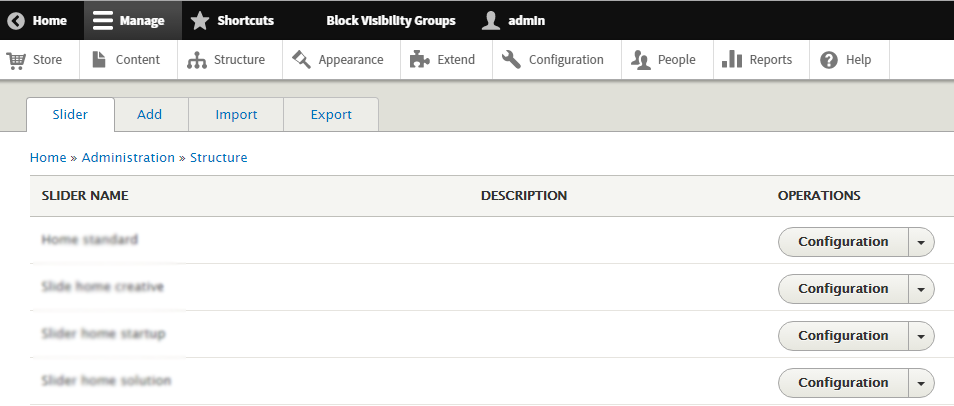 Home Manage Shortcuts Block Visibility Groups admin
Store Content Structure Appearance Extend Configuration People Reports Help
Slider Add Import Export
Home » Administration » Structure
SLIDER NAME DESCRIPTION OPERATIONS
Home standard Configuration
Slide home creative Configuration
Slider home startup Configuration
Slider home solution Configuration